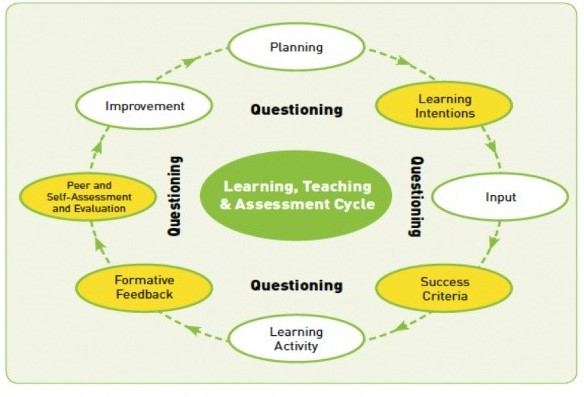 Planning
Improvement
Learning
Intentions
Questioning
Peer and
Self-Assessment
and Evaluation
Questioning
Learning, Teaching
& Assessment Cycle
Questioning
Input
Formative
Feedback
Questioning
Success
Criteria
Learning
Activity